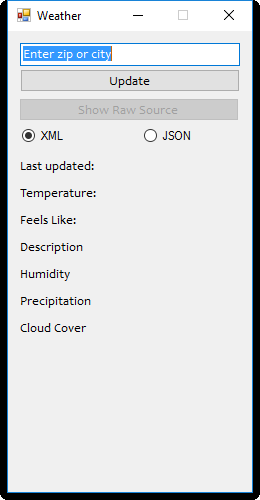 Weather
Enter zip or city
Update
Show Raw Source
XML JSON
Last updated:
Temperature:
Feels Like:
Description
Humidity
Precipitation
Cloud Cover